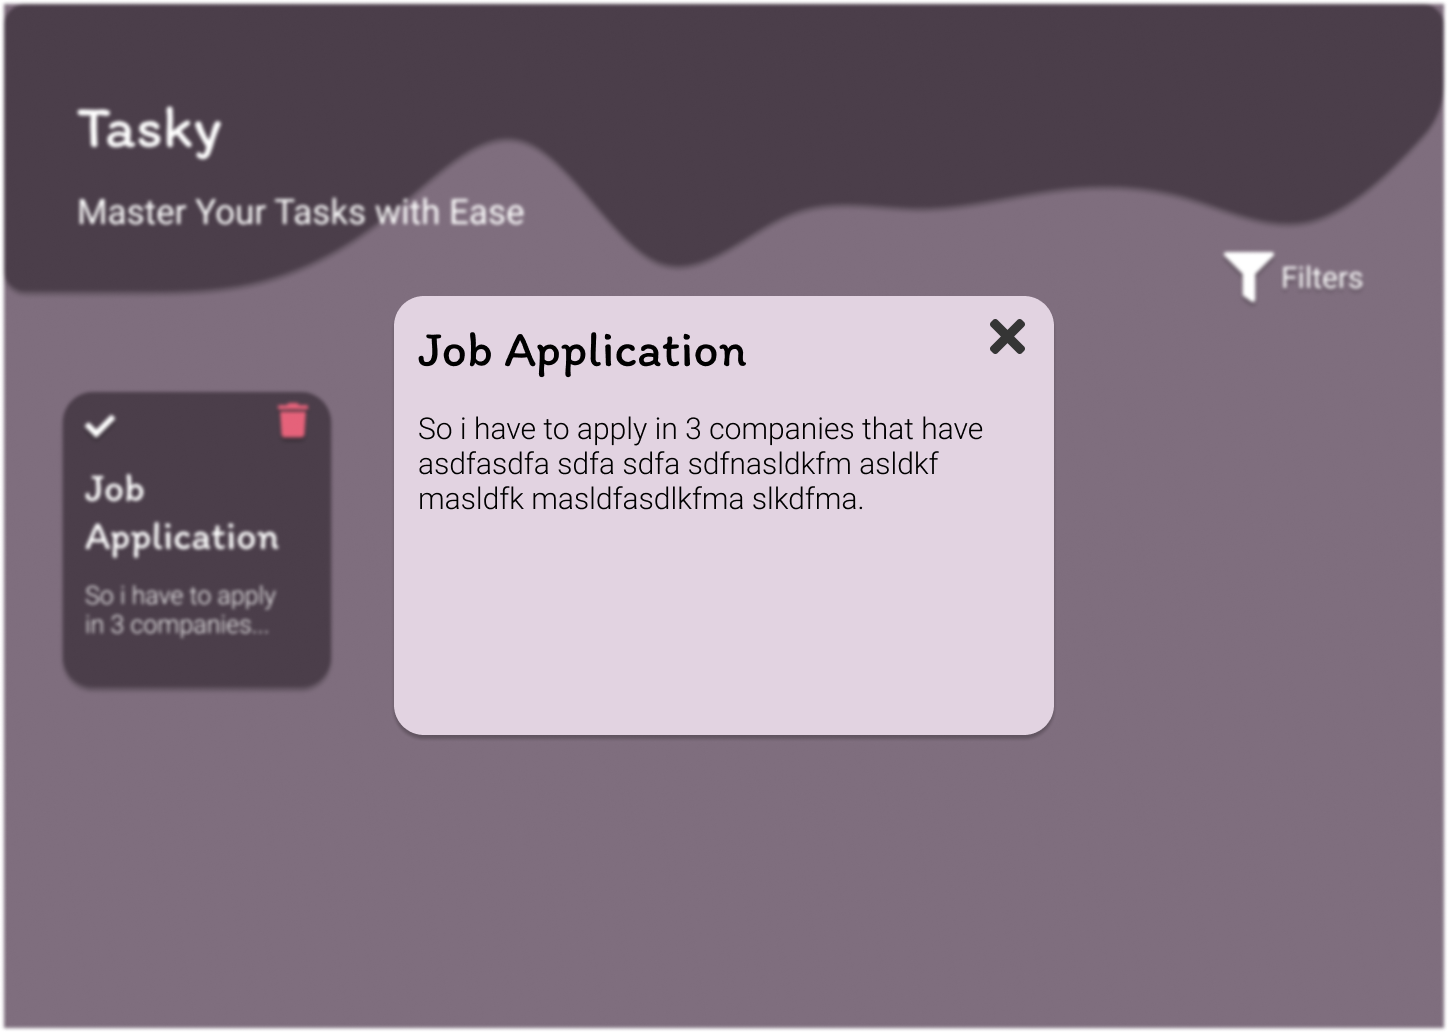 Tasky
Master Your Tasks with Ease
Filters
Job Application
So i have to apply in 3 companies that have
asdfasdfa sdfa sdfa sdfnasldkfm asldkf
masldfk masldfasdlkfma slkdfma.
Job
Application
So i have to apply
in 3 companies...